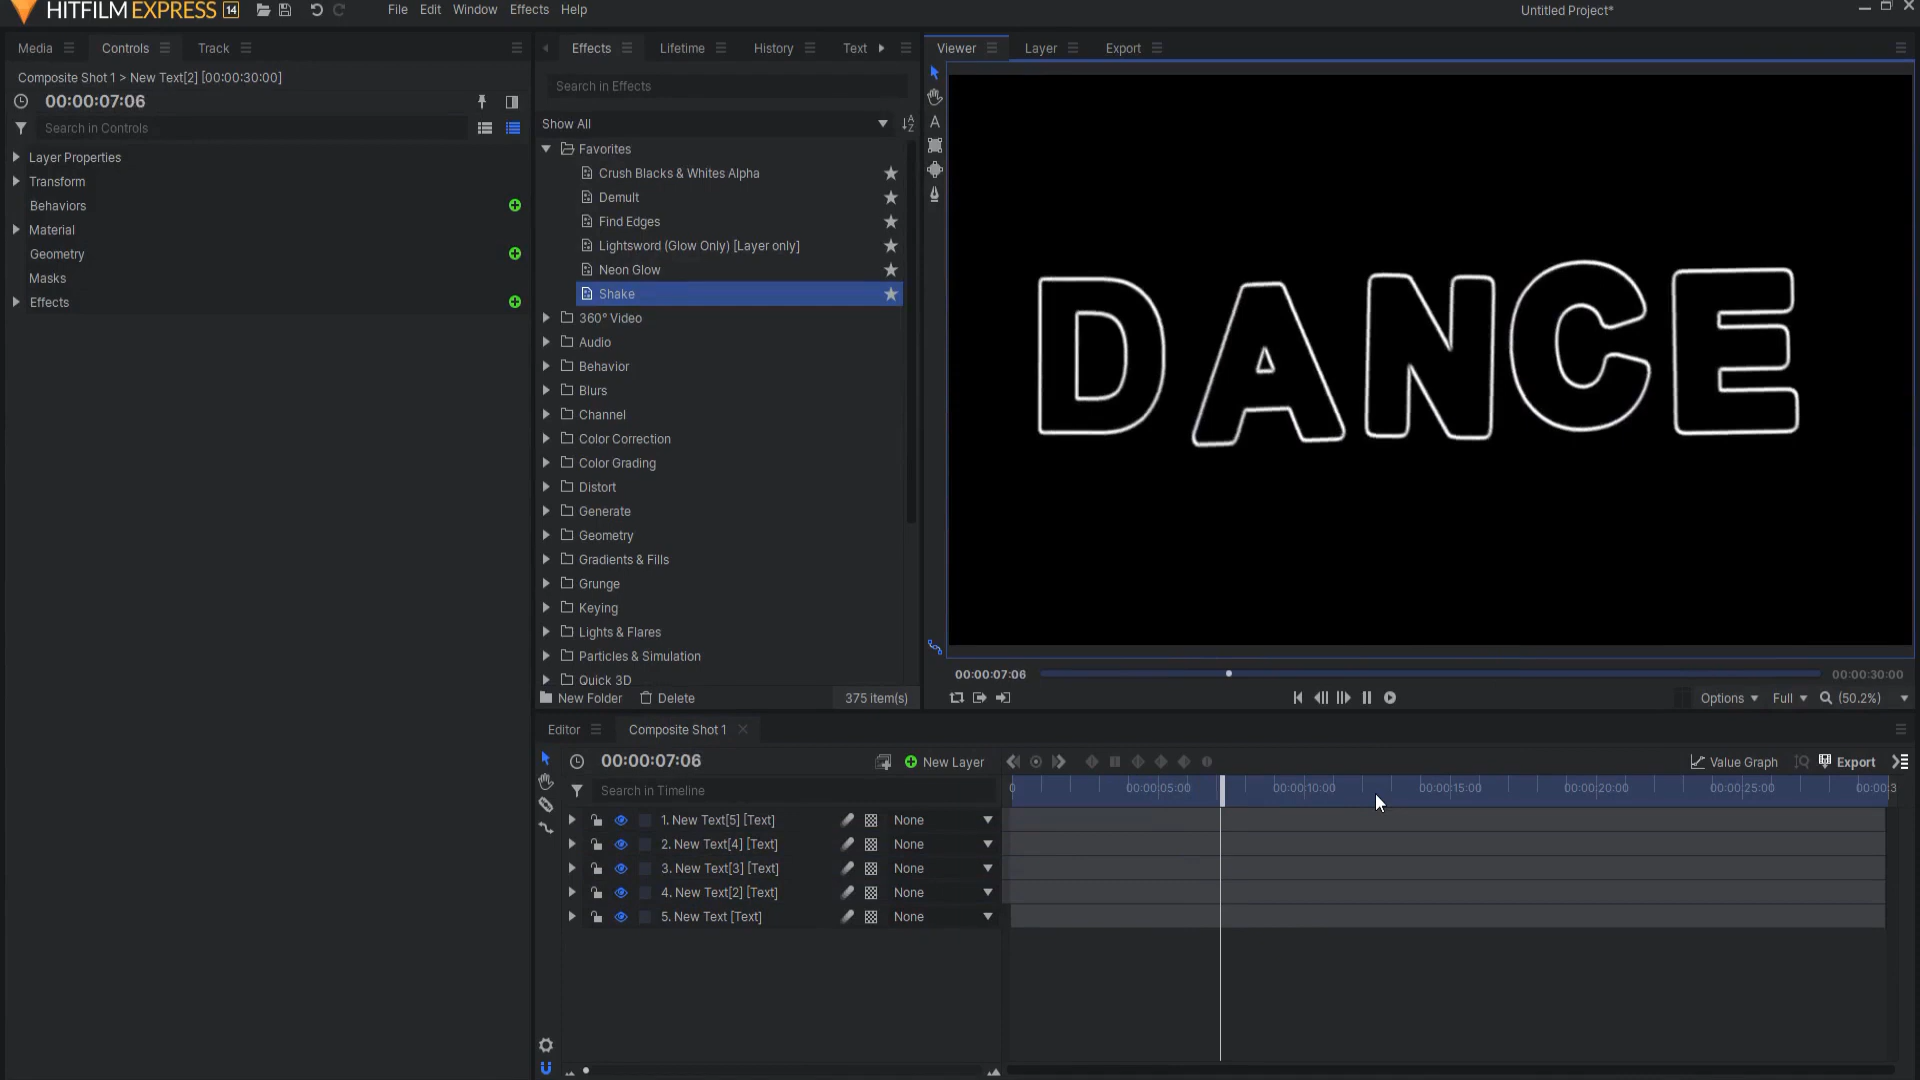 HITFILM EXPRESS 14
File Edit Window Effects Help
Untitled Project*
Media
Controls
Track
Composite Shot 1 > New Text[2] [00:00:30:00]
00:00:07:06
Search in Controls
Layer Properties
Transform
Behaviors
Material
Geometry
Masks
Effects
Effects
Lifetime
History
Text
Search in Effects
Show All
Favorites
Crush Blacks & Whites Alpha
Demult
Find Edges
Lightsword (Glow Only) [Layer only]
Neon Glow
Shake
360° Video
Audio
Behavior
Blurs
Channel
Color Correction
Color Grading
Distort
Generate
Geometry
Gradients & Fills
Grunge
Keying
Lights & Flares
Particles & Simulation
Quick 3D
New Folder
Delete
375 item(s)
Viewer
Layer
Export
A
DANCE
00:00:07:06
00:00:30:00
Options
Full
(50.2%)
Editor
Composite Shot 1
00:00:07:06
New Layer
Value Graph
Export
Search in Timeline
0
00:00:05:00
00:00:10:00
00:00:15:00
00:00:20:00
00:00:25:00
00:00:3
1. New Text[5] [Text] None
2. New Text[4] [Text] None
3. New Text[3] [Text] None
4. New Text[2] [Text] None
5. New Text [Text] None